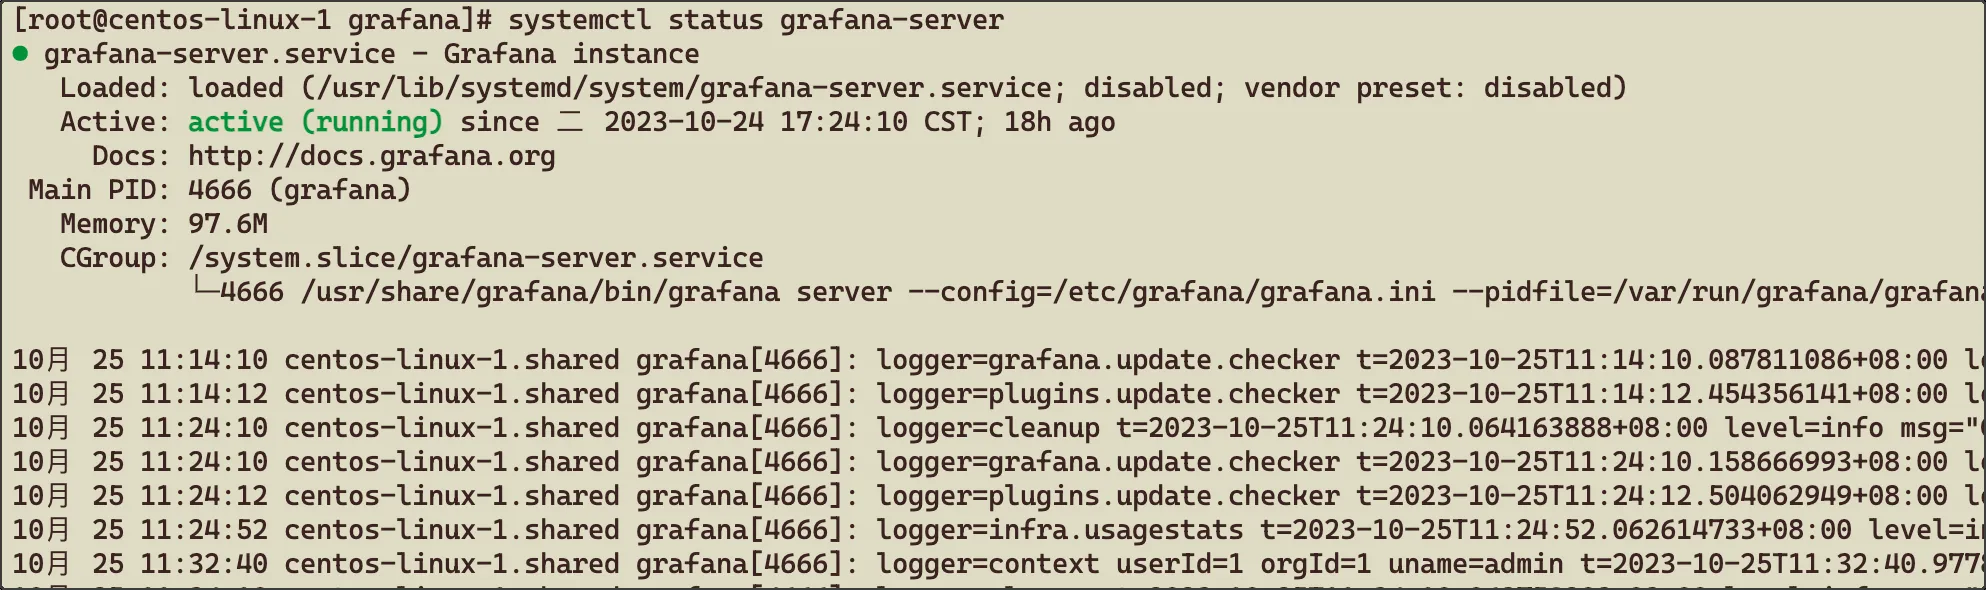 [root@centos-linux-1 grafana]# systemctl status grafana-server
● grafana-server.service - Grafana instance
Loaded: loaded (/usr/lib/systemd/system/grafana-server.service; disabled; vendor preset: disabled)
Active: active (running) since 二 2023-10-24 17:24:10 CST; 18h ago
Docs: http://docs.grafana.org
Main PID: 4666 (grafana)
Memory: 97.6M
CGroup: /system.slice/grafana-server.service
└─4666 /usr/share/grafana/bin/grafana server --config=/etc/grafana/grafana.ini --pidfile=/var/run/grafana/grafana
10月 25 11:14:10 centos-linux-1.shared grafana[4666]: logger=grafana.update.checker t=2023-10-25T11:14:10.087811086+08:00 le
10月 25 11:14:12 centos-linux-1.shared grafana[4666]: logger=plugins.update.checker t=2023-10-25T11:14:12.454356141+08:00 le
10月 25 11:24:10 centos-linux-1.shared grafana[4666]: logger=cleanup t=2023-10-25T11:24:10.064163888+08:00 level=info msg="
10月 25 11:24:10 centos-linux-1.shared grafana[4666]: logger=grafana.update.checker t=2023-10-25T11:24:10.158666993+08:00 le
10月 25 11:24:12 centos-linux-1.shared grafana[4666]: logger=plugins.update.checker t=2023-10-25T11:24:12.504062949+08:00 le
10月 25 11:24:52 centos-linux-1.shared grafana[4666]: logger=infra.usagestats t=2023-10-25T11:24:52.062614733+08:00 level=in
10月 25 11:32:40 centos-linux-1.shared grafana[4666]: logger=context userId=1 orgId=1 uname=admin t=2023-10-25T11:32:40.977